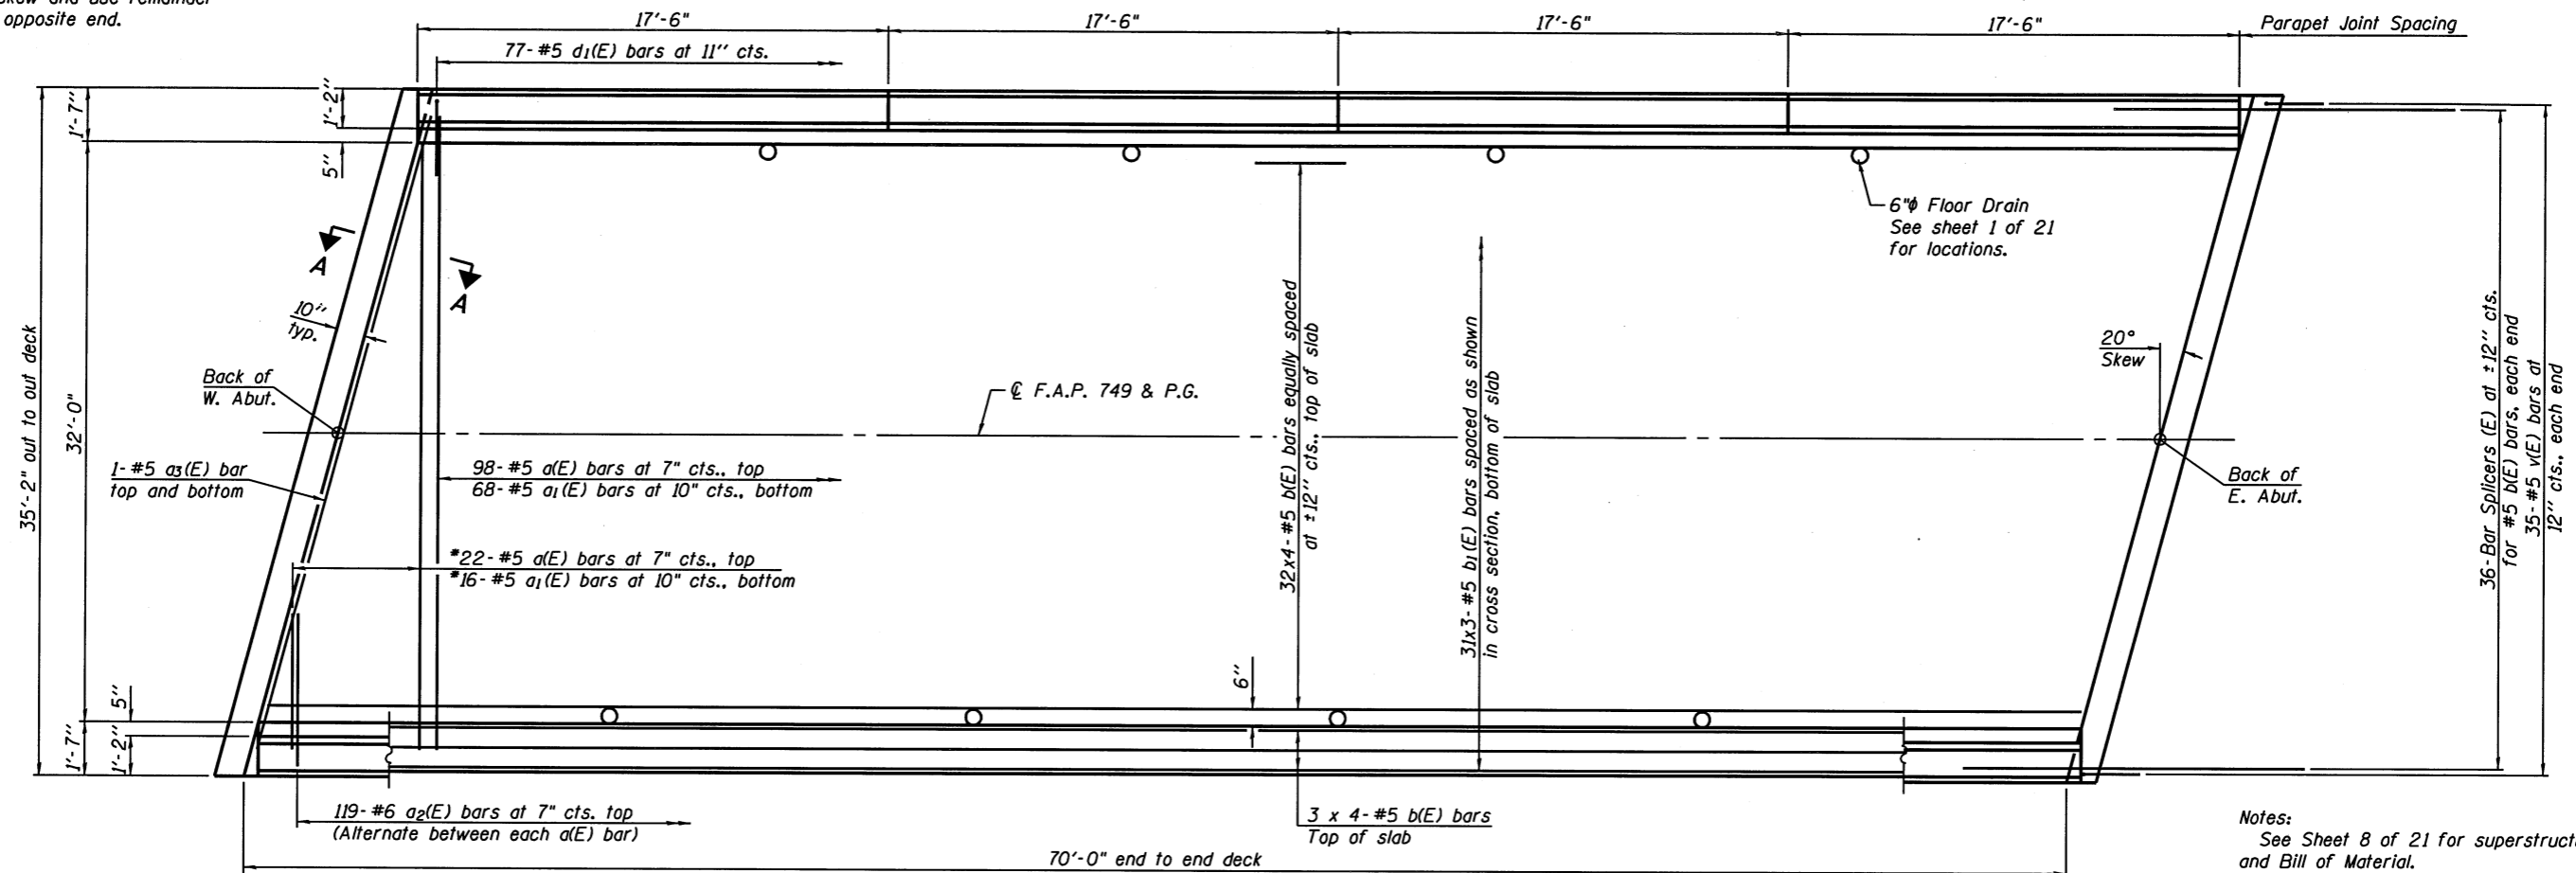 skew and use remainder
opposite end.
17'-6"
17'-6"
17'-6"
17'-6"
Parapet Joint Spacing
77-#5 d1(E) bars at 11" cts.
1'-7"
1'-2"
5"
6"ϕ Floor Drain
See sheet 1 of 21
for locations.
A
A
10"
typ.
35'-2" out to out deck
32'-0"
Back of
W. Abut.
℄ F.A.P. 749 & P.G.
20°
Skew
Back of
E. Abut.
1-#5 a3(E) bar
top and bottom
98-#5 a(E) bars at 7" cts., top
68-#5 a1(E) bars at 10" cts., bottom
*22-#5 a(E) bars at 7" cts., top
*16-#5 a1(E) bars at 10" cts., bottom
32x4-#5 b(E) bars equally spaced
at ±12" cts., top of slab
31x3-#5 b1(E) bars spaced as shown
in cross section, bottom of slab
36-Bar Splicers (E) at ±12" cts.
for #5 b(E) bars, each end
35-#5 v(E) bars at
12" cts., each end
6"
5"
1'-7"
1'-2"
119-#6 a2(E) bars at 7" cts. top
(Alternate between each a(E) bar)
3 x 4-#5 b(E) bars
Top of slab
70'-0" end to end deck
Notes:
See Sheet 8 of 21 for superstruct
and Bill of Material.